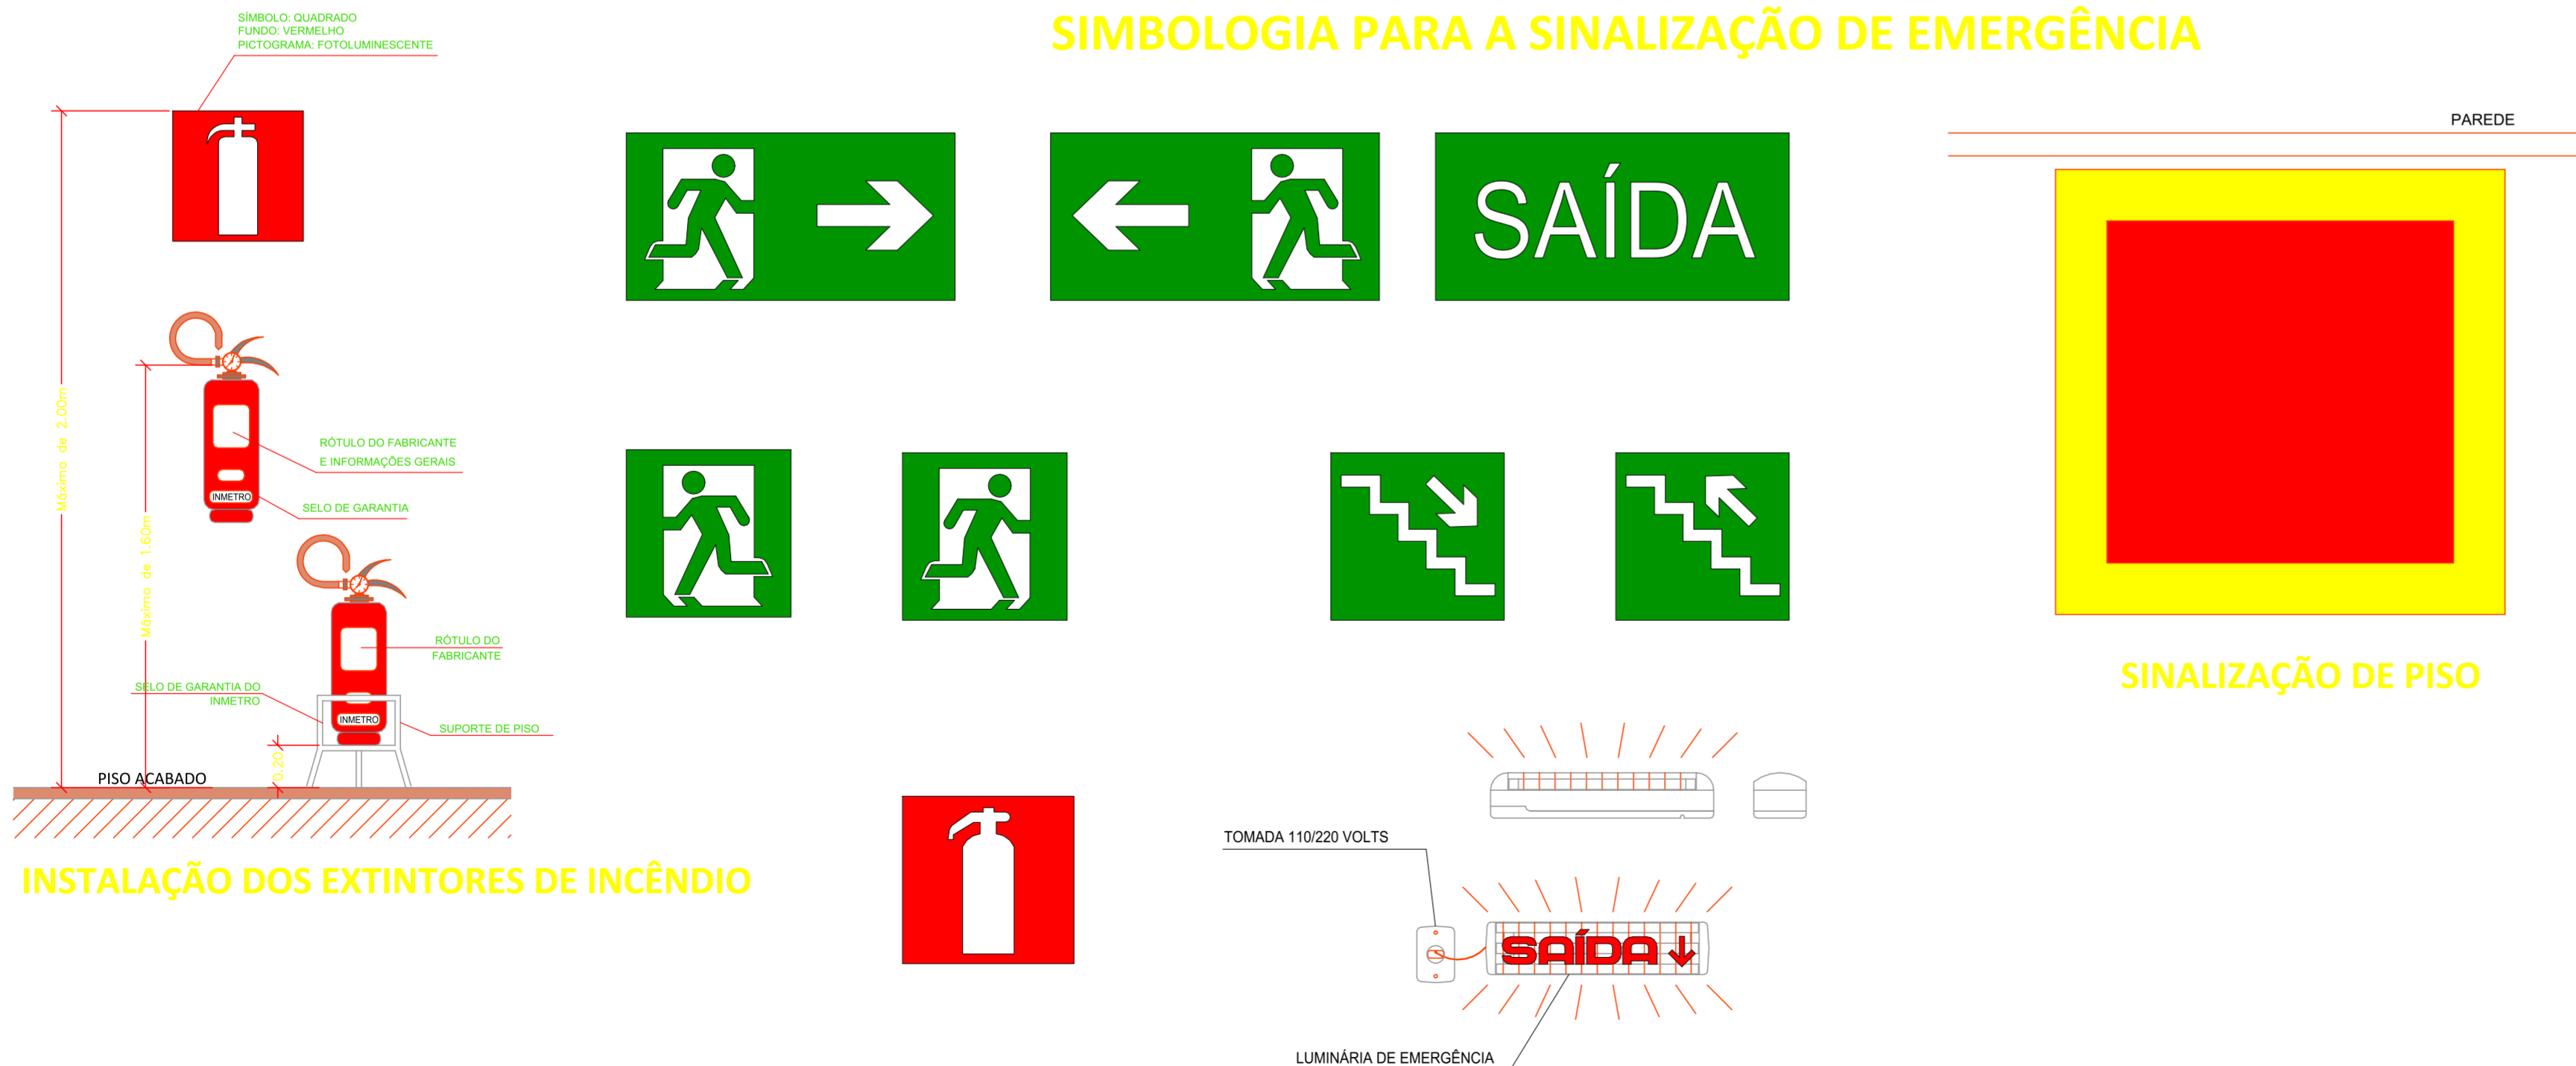 SÍMBOLO: QUADRADO
FUNDO: VERMELHO
PICTOGRAMA: FOTOLUMINESCENTE
SIMBOLOGIA PARA A SINALIZAÇÃO DE EMERGÊNCIA
PAREDE
SAÍDA
Máximo de 2.00m
Máximo de 1.60m
RÓTULO DO FABRICANTE
E INFORMAÇÕES GERAIS
INMETRO
SELO DE GARANTIA
RÓTULO DO
FABRICANTE
SELO DE GARANTIA DO
INMETRO
INMETRO
SUPORTE DE PISO
0.20
PISO ACABADO
INSTALAÇÃO DOS EXTINTORES DE INCÊNDIO
SINALIZAÇÃO DE PISO
TOMADA 110/220 VOLTS
SAÍDA
LUMINÁRIA DE EMERGÊNCIA